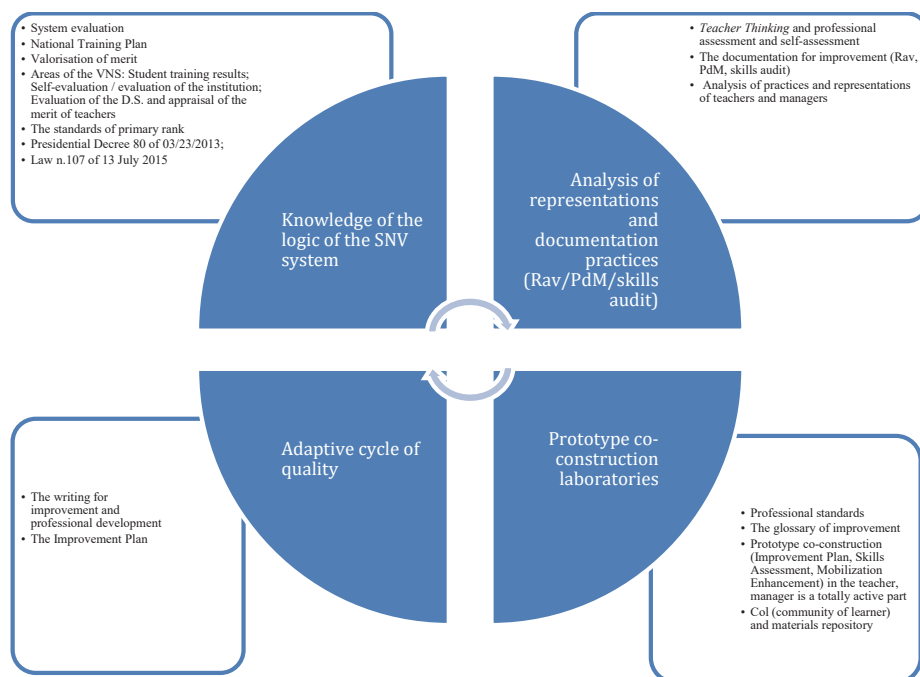 • System evaluation
• National Training Plan
• Valorisation of merit
• Areas of the VNS: Student training results;
Self-evaluation / evaluation of the institution;
Evaluation of the D.S. and appraisal of the
merit of teachers
• The standards of primary rank
• Presidential Decree 80 of 03/23/2013;
• Law n.107 of 13 July 2015
• Teacher Thinking and professional
assessment and self-assessment
• The documentation for improvement (Rav,
PdM, skills audit)
• Analysis of practices and representations
of teachers and managers
Knowledge of the
logic of the SNV
system
Analysis of
representations
and
documentation
practices
(Rav/PdM/skills
audit)
Adaptive cycle of
quality
Prototype co-
construction
laboratories
• The writing for
improvement and
professional development
• The Improvement Plan
• Professional standards
• The glossary of improvement
• Prototype co-construction
(Improvement Plan, Skills
Assessment, Mobilization
Enhancement) in the teacher,
manager is a totally active part
• Col (community of learner)
and materials repository